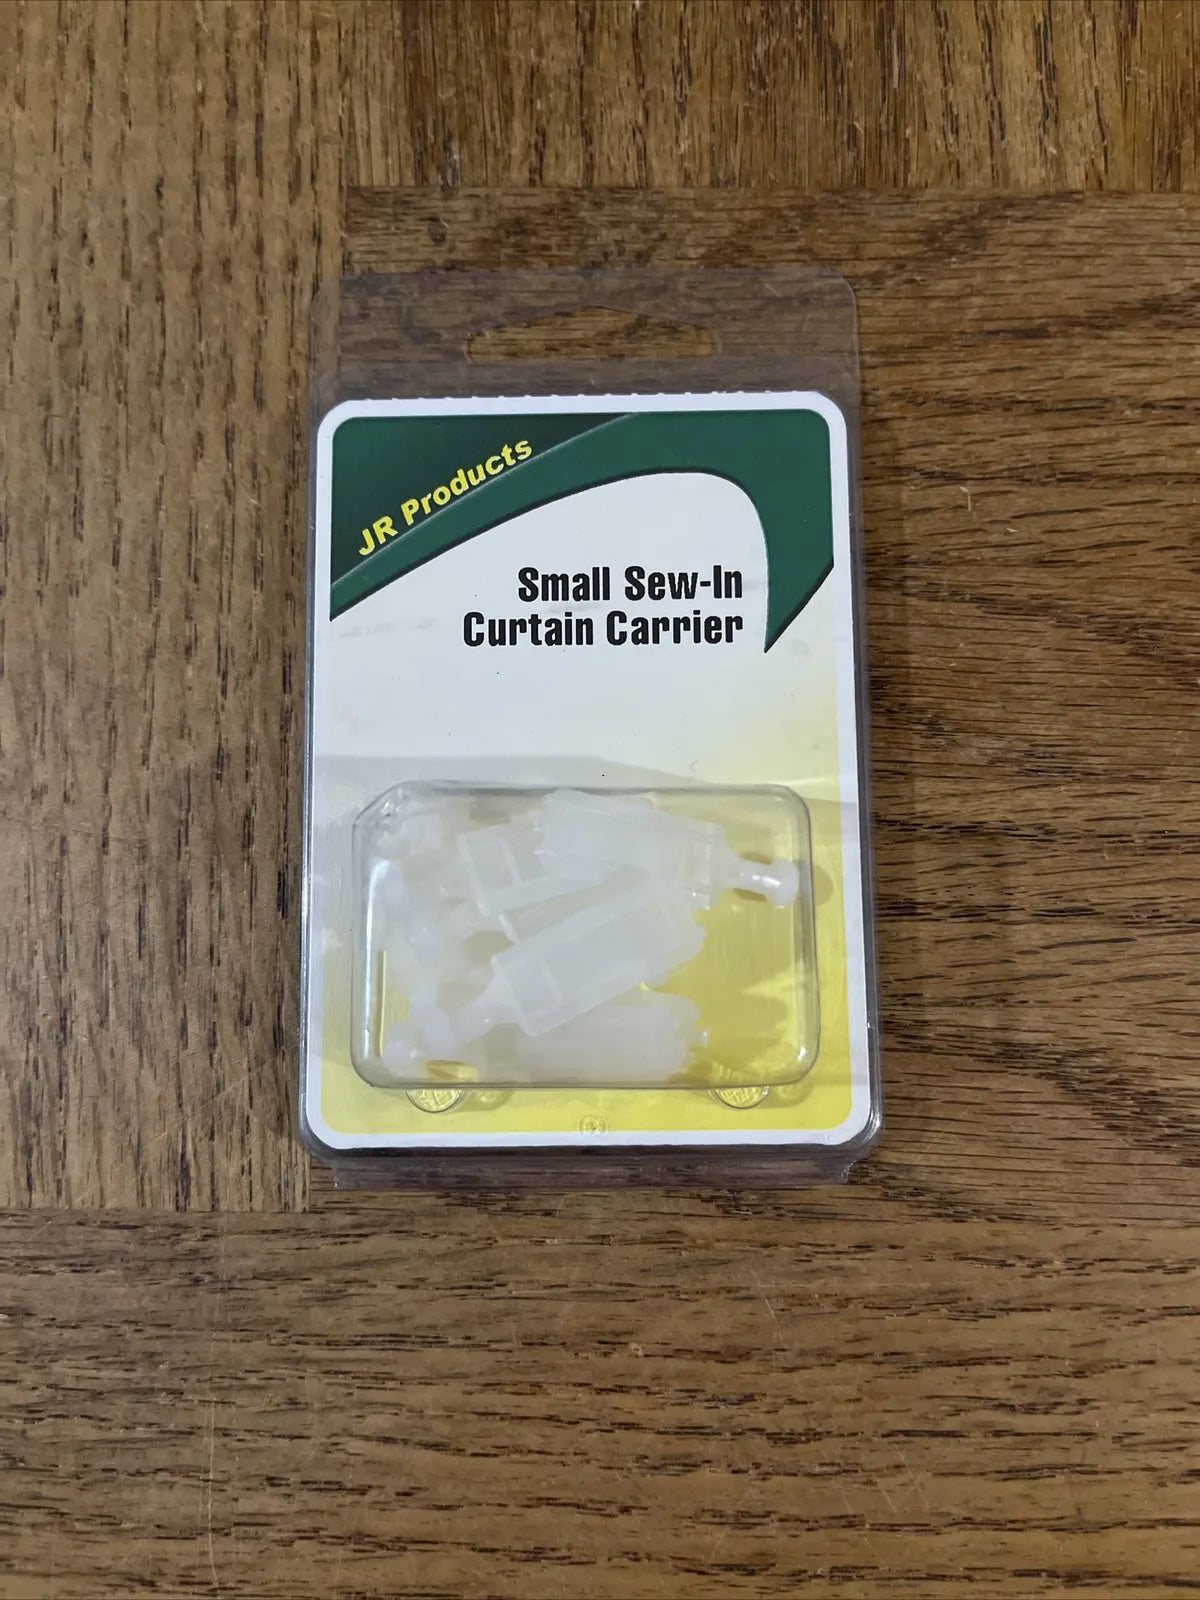 JR Products
Small Sew-In
Curtain Carrier